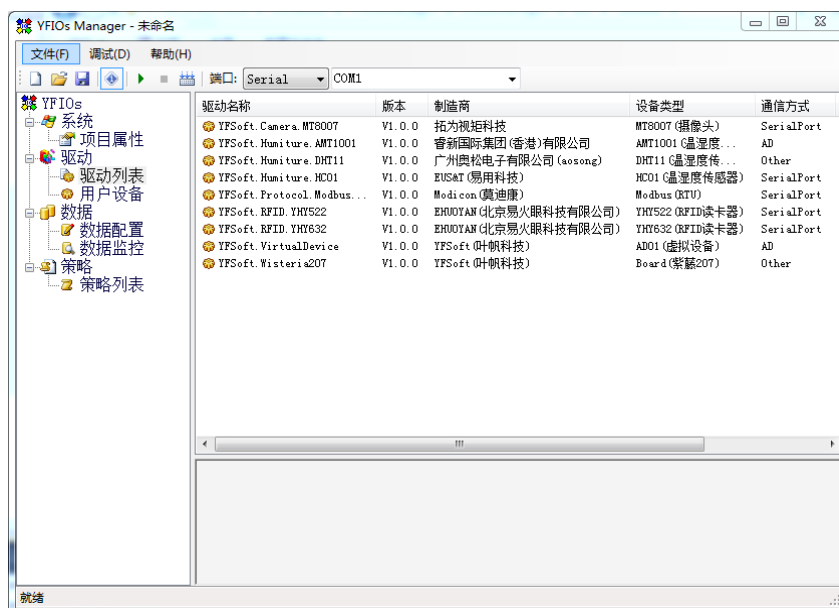 YFIOs Manager - 未命名
文件(F) 调试(D) 帮助(H)
端口: Serial COM1
YFIOs
系统
项目属性
驱动
驱动列表
用户设备
数据
数据配置
数据监控
策略
策略列表
驱动名称 版本 制造商 设备类型 通信方式
YFSoft.Camera.MT8007 V1.0.0 拓为视矩科技 MT8007(摄像头) SerialPort
YFSoft.Humiture.AMT1001 V1.0.0 睿新国际集团(香港)有限公司 AMT1001(温湿度... AD
YFSoft.Humiture.DHT11 V1.0.0 广州奥松电子有限公司(aosong) DHT11(温湿度传... Other
YFSoft.Humiture.HC01 V1.0.0 EUS&T(易用科技) HC01(温湿度传感器) SerialPort
YFSoft.Protocol.Modbus... V1.0.0 Modicon(莫迪康) Modbus(RTU) SerialPort
YFSoft.RFID.YHY522 V1.0.0 EHUOYAN(北京易火眼科技有限公司) YHY522(RFID读卡器) SerialPort
YFSoft.RFID.YHY632 V1.0.0 EHUOYAN(北京易火眼科技有限公司) YHY632(RFID读卡器) SerialPort
YFSoft.VirtualDevice V1.0.0 YFSoft(叶帆科技) AD01(虚拟设备) AD
YFSoft.Wisteria207 V1.0.0 YFSoft(叶帆科技) Board(紫藤207) Other
就绪